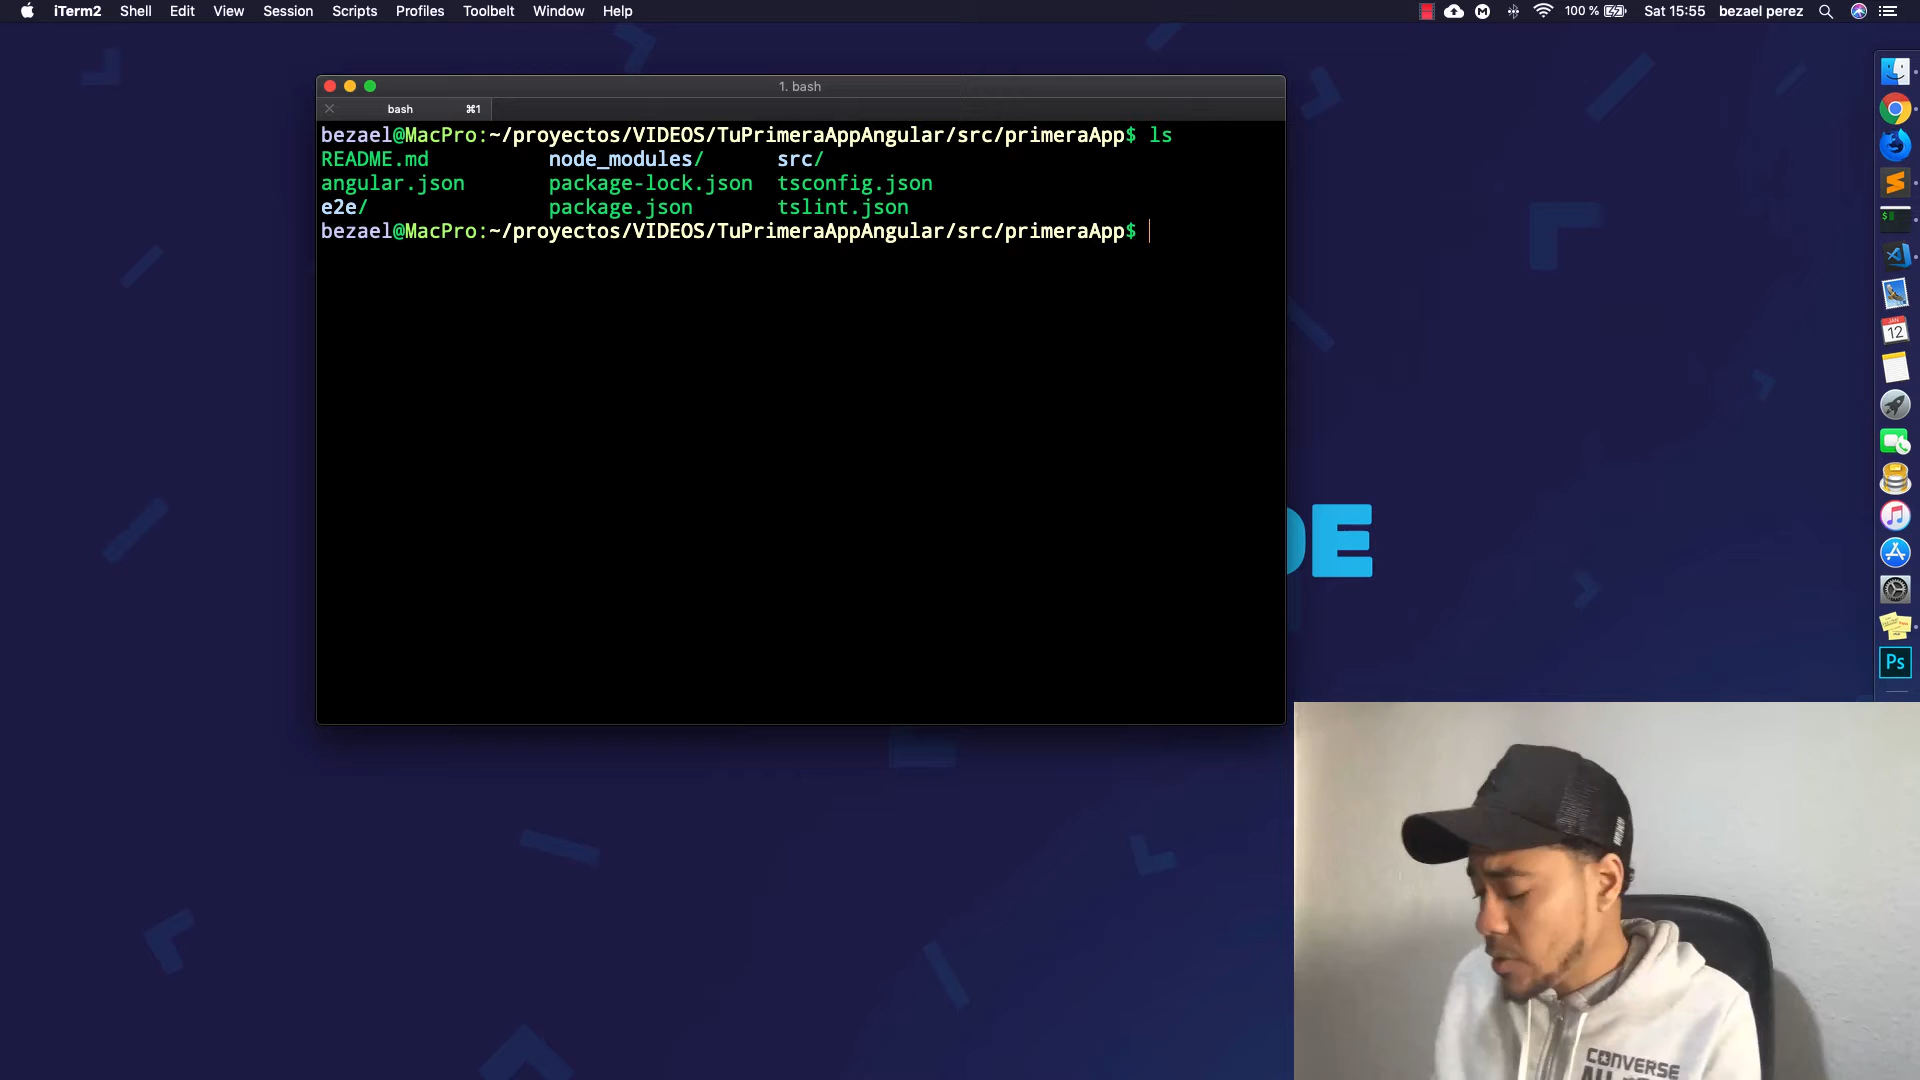 iTerm2 Shell Edit View Session Scripts Profiles Toolbelt Window Help 100 % Sat 15:55 bezael perez
1. bash
bash ⌘1
bezael@MacPro:~/proyectos/VIDEOS/TuPrimeraAppAngular/src/primeraApp$ ls
README.md node_modules/ src/
angular.json package-lock.json tsconfig.json
e2e/ package.json tslint.json
bezael@MacPro:~/proyectos/VIDEOS/TuPrimeraAppAngular/src/primeraApp$
DE
JAN
12
Ps
CONVERSE